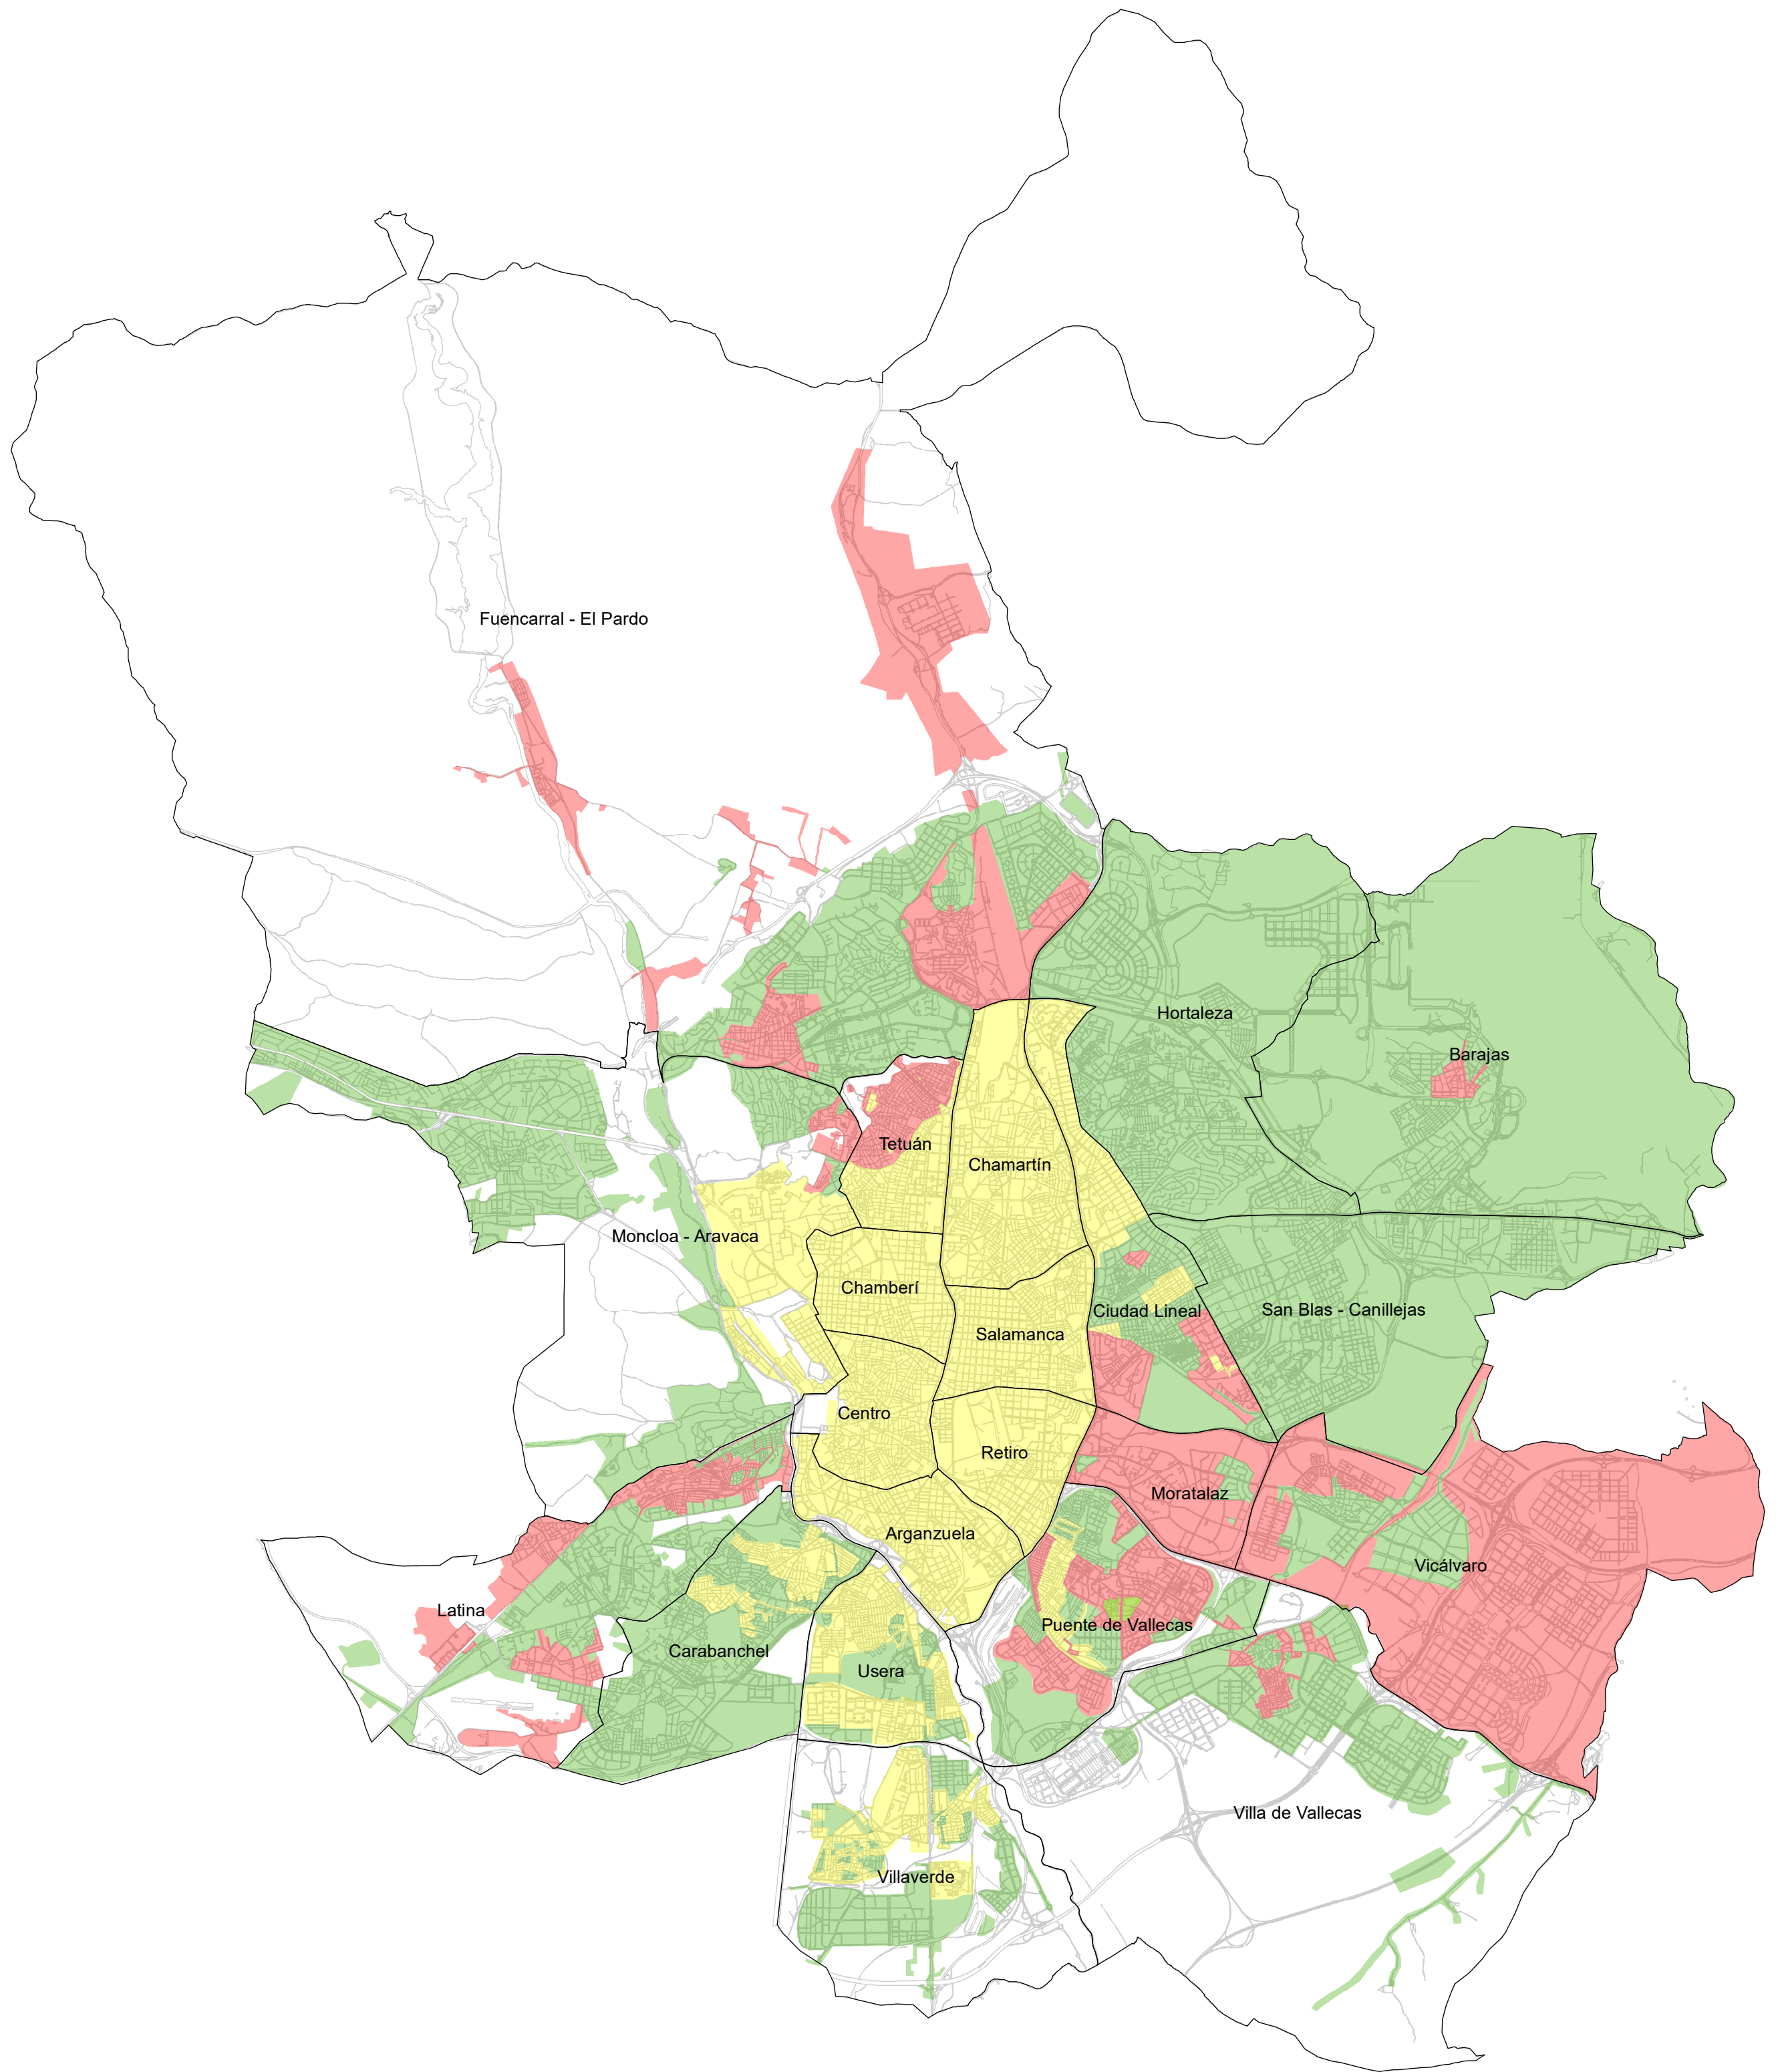 Fuencarral - El Pardo
Hortaleza
Barajas
Tetuán
Chamartín
Moncloa - Aravaca
Chamberí
Ciudad Lineal
San Blas - Canillejas
Salamanca
Centro
Retiro
Moratalaz
Arganzuela
Vicálvaro
Latina
Puente de Vallecas
Carabanchel
Usera
Villa de Vallecas
Villaverde